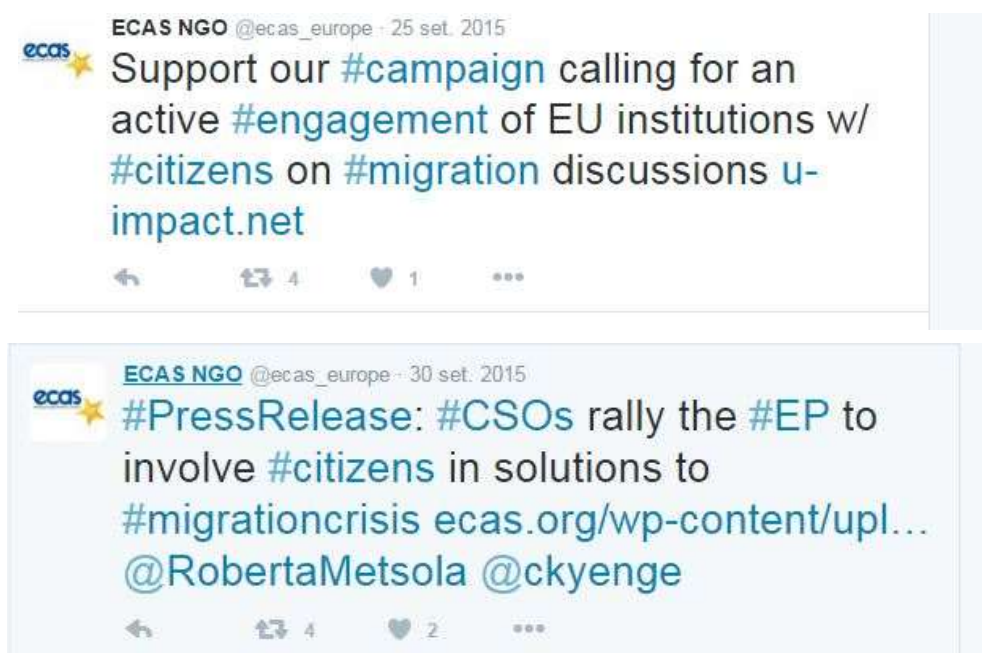 ECAS NGO @ecas_europe · 25 set. 2015
ecas
Support our #campaign calling for an
active #engagement of EU institutions w/
#citizens on #migration discussions u-
impact.net
4 1
ECAS NGO @ecas_europe · 30 set. 2015
ecas
#PressRelease: #CSOs rally the #EP to
involve #citizens in solutions to
#migrationcrisis ecas.org/wp-content/upl…
@RobertaMetsola @ckyenge
4 2